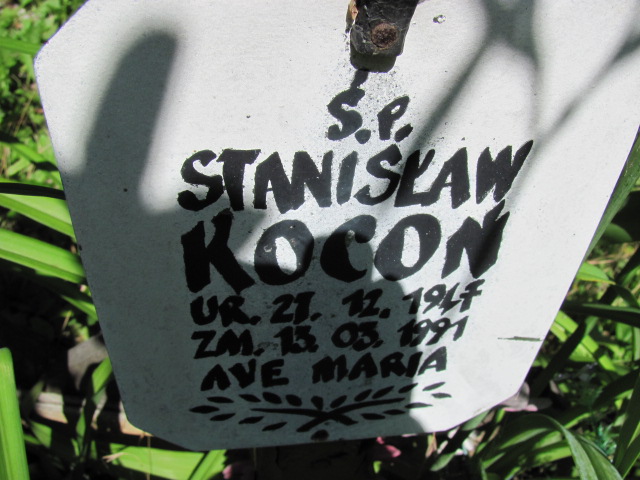 Ś.P.
STANISŁAW
KOCOŃ
UR. 21. 12. 1947
ZM. 13. 03. 1991
AVE MARIA